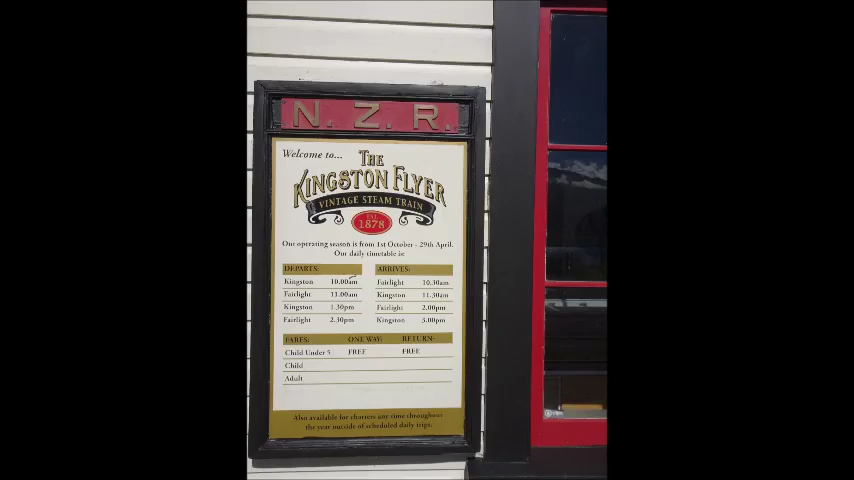 N. Z. R.
Welcome to...
THE
KINGSTON FLYER
VINTAGE STEAM TRAIN
EST.
1878
Our operating season is from 1st October - 29th April.
Our daily timetable is:
DEPARTS: ARRIVES:
Kingston 10.00am Fairlight 10.30am
Fairlight 11.00am Kingston 11.30am
Kingston 1.30pm Fairlight 2.00pm
Fairlight 2.30pm Kingston 3.00pm
FARES: ONE WAY: RETURN:
Child Under 5 FREE FREE
Child
Adult
Also available for charters any time throughout
the year outside of scheduled daily trips.